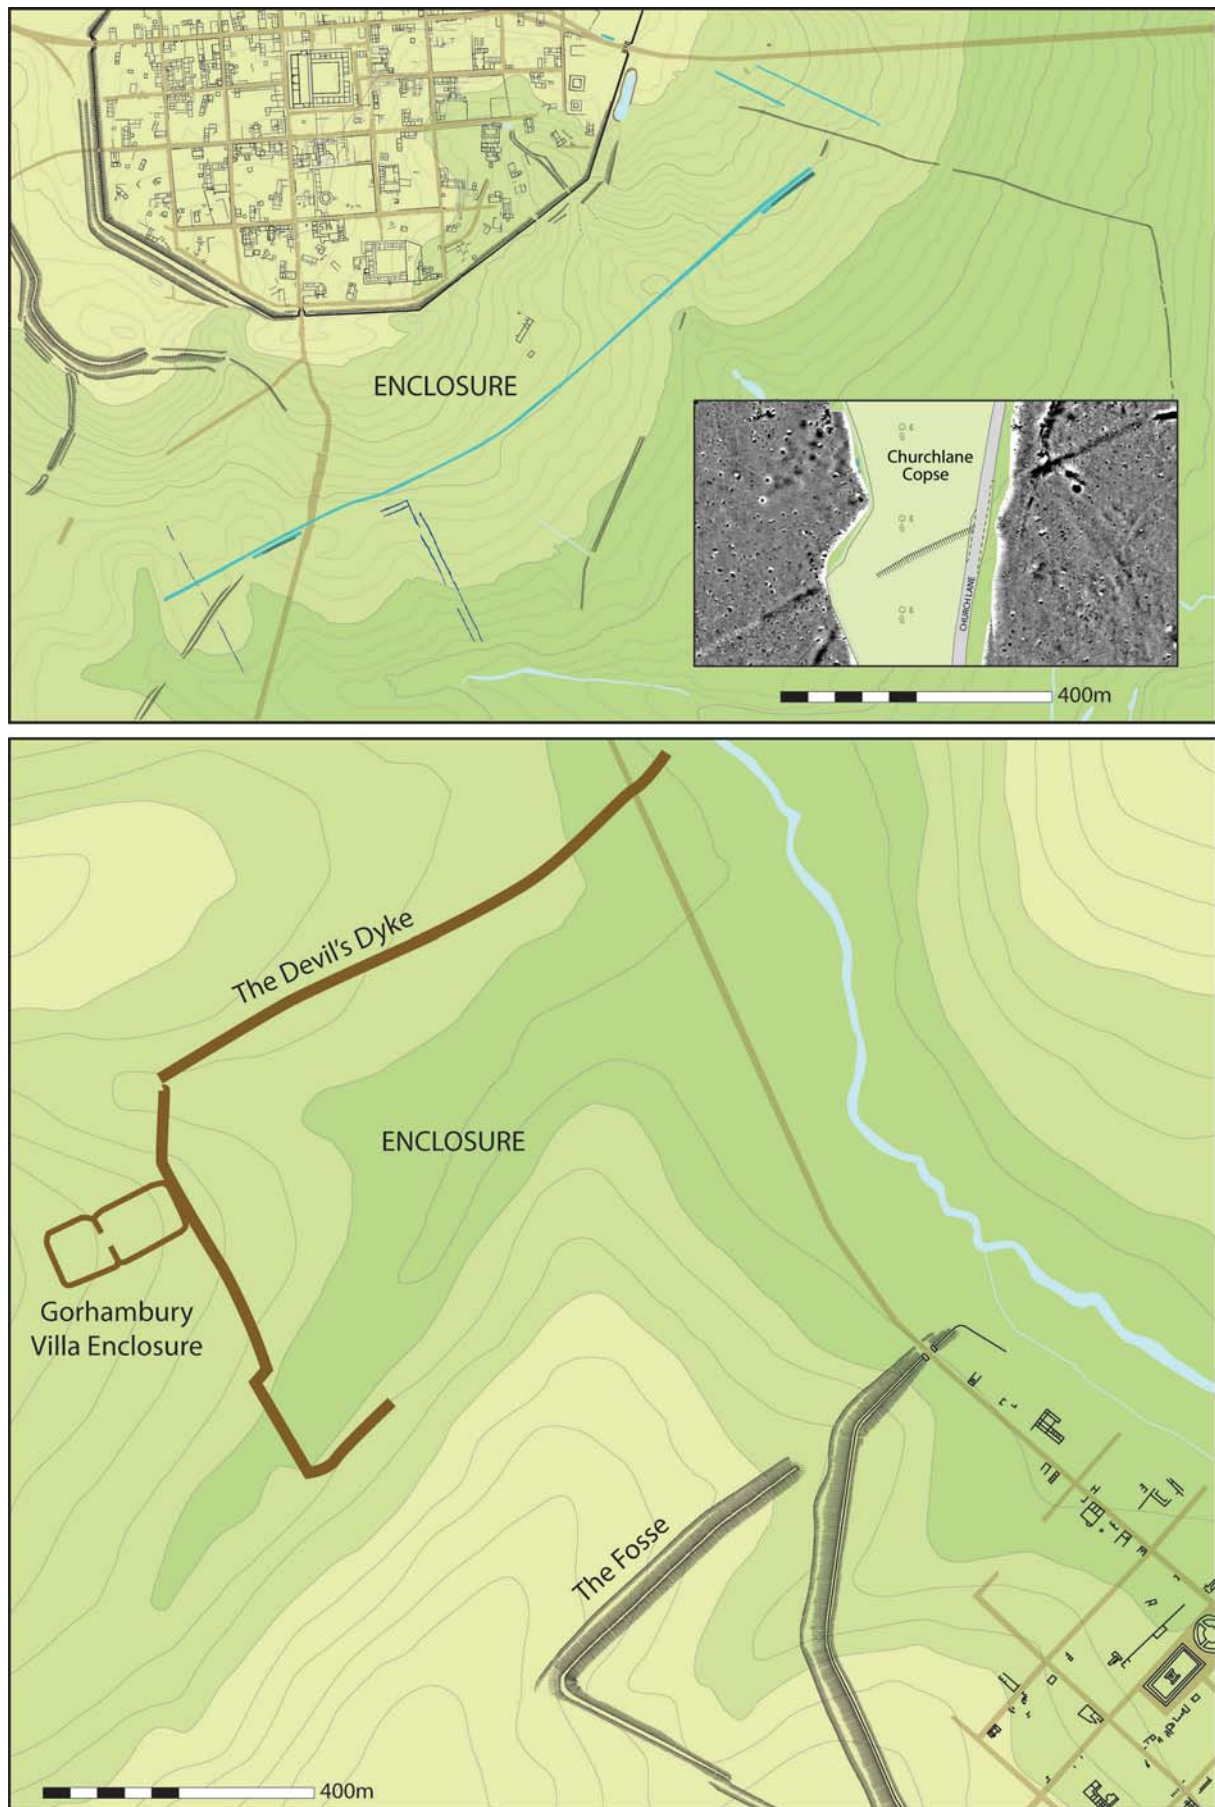 ENCLOSURE
Churchlane
Copse
CHURCH LANE
400m
The Devil's Dyke
ENCLOSURE
Gorhambury
Villa Enclosure
The Fosse
400m